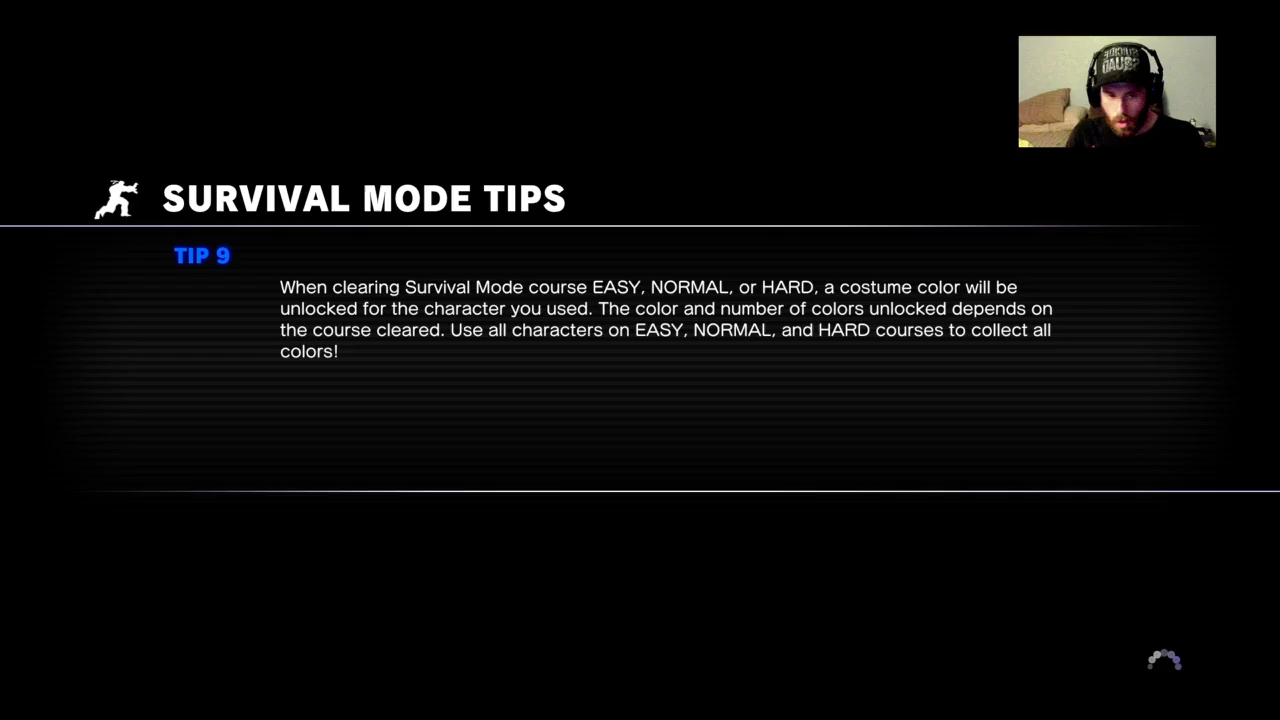 SURVIVAL MODE TIPS
TIP 9
When clearing Survival Mode course EASY, NORMAL, or HARD, a costume color will be
unlocked for the character you used. The color and number of colors unlocked depends on
the course cleared. Use all characters on EASY, NORMAL, and HARD courses to collect all
colors!